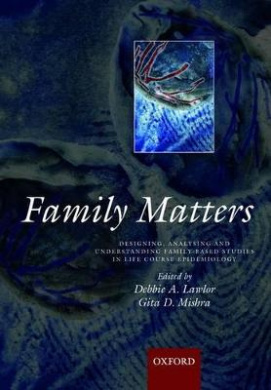 Family Matters
DESIGNING, ANALYSING AND
UNDERSTANDING FAMILY-BASED STUDIES
IN LIFE COURSE EPIDEMIOLOGY
Edited by
Debbie A. Lawlor
Gita D. Mishra
OXFORD